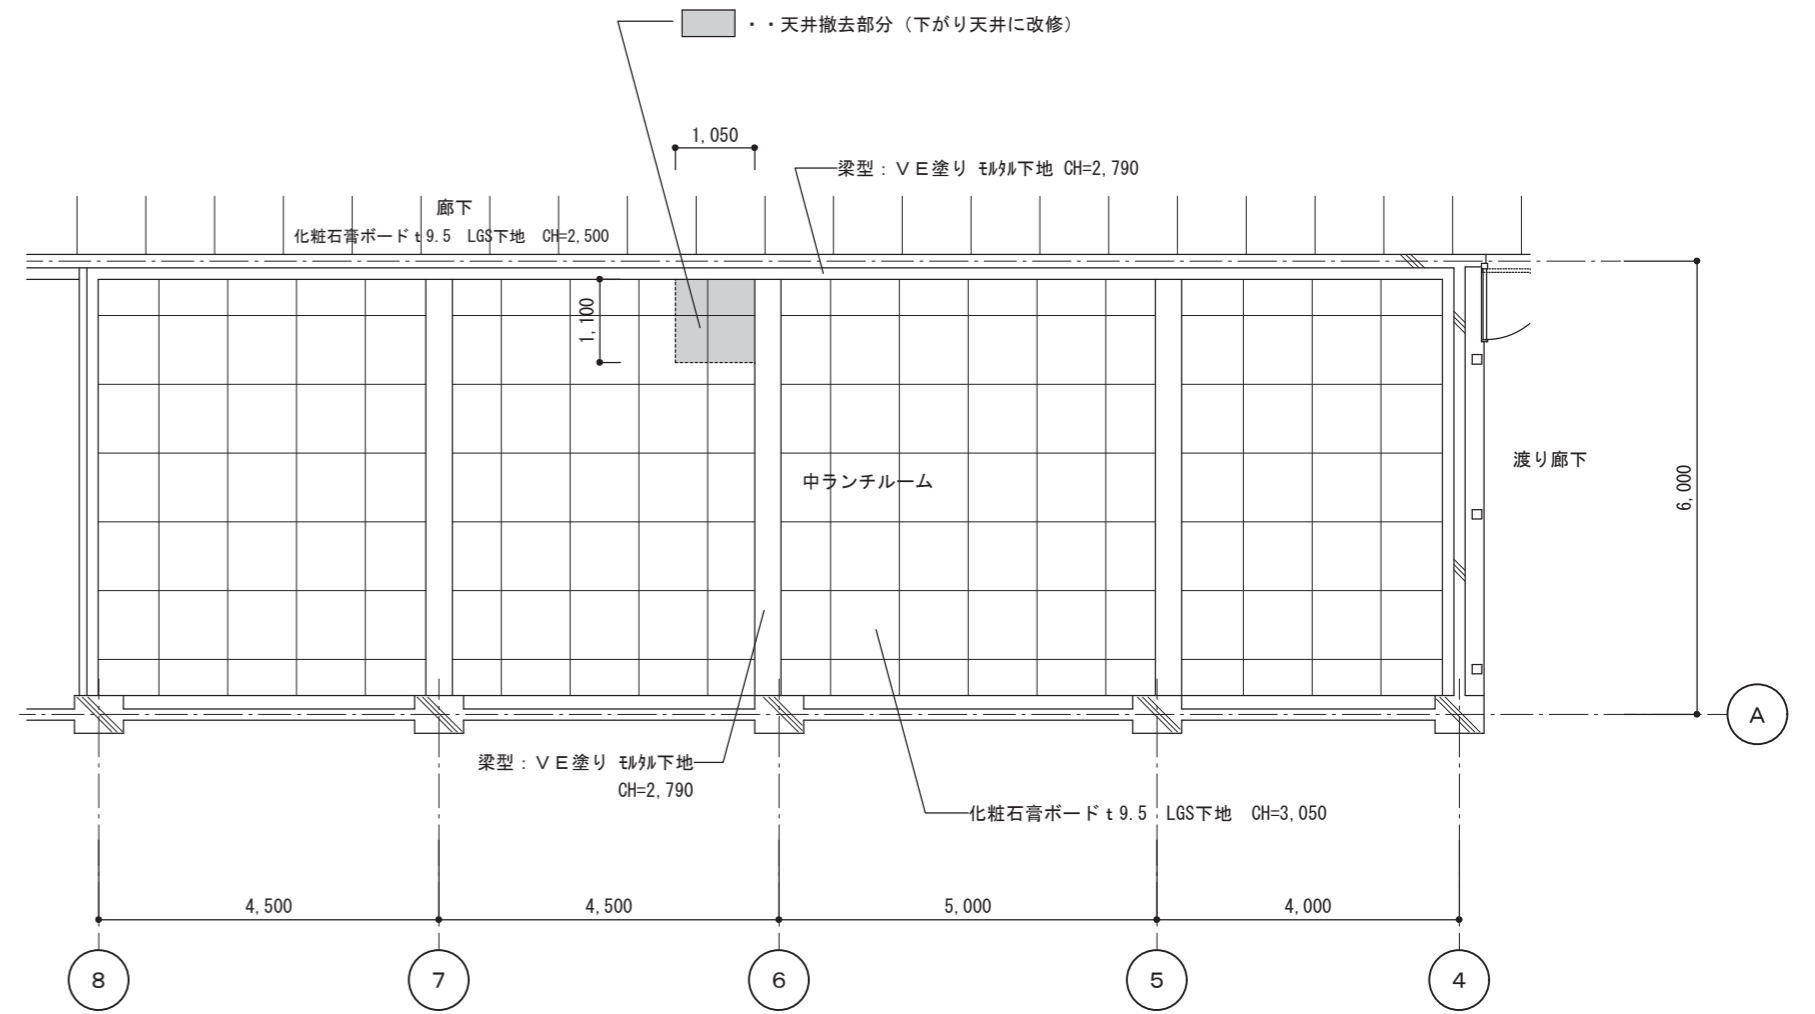 ・・天井撤去部分（下がり天井に改修）
1,050
梁型：ＶＥ塗り ﾓﾙﾀﾙ下地 CH=2,790
廊下
化粧石膏ボードｔ9.5　LGS下地　CH=2,500
1,100
中ランチルーム
渡り廊下
6,000
A
梁型：ＶＥ塗り ﾓﾙﾀﾙ下地
CH=2,790
化粧石膏ボードｔ9.5　LGS下地　CH=3,050
4,500
4,500
5,000
4,000
8
7
6
5
4